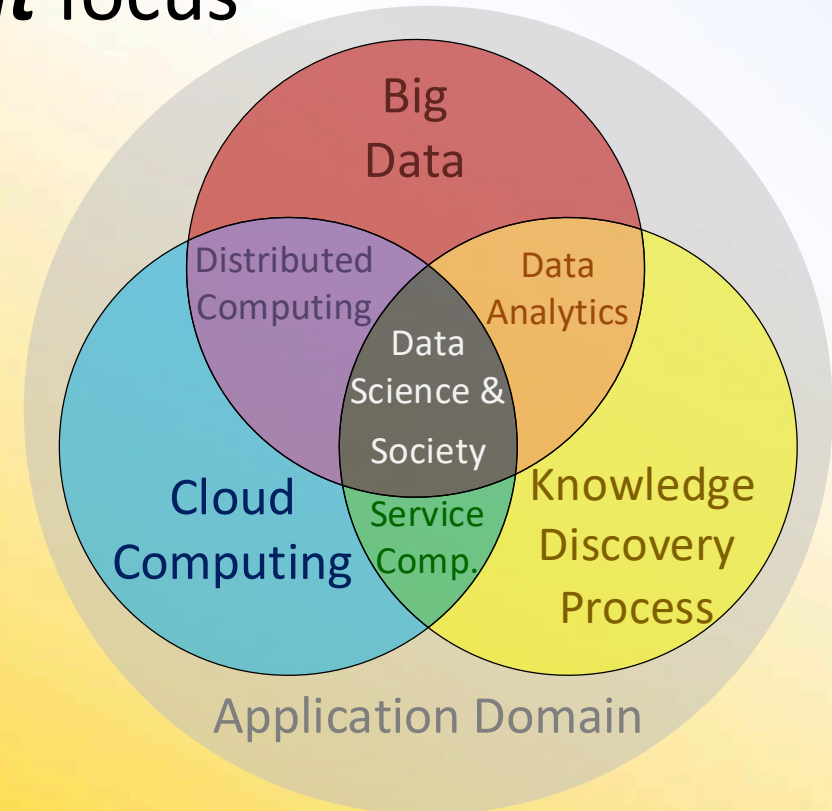 focus
Big
Data
Distributed
Computing
Data
Analytics
Data
Science &
Society
Cloud
Computing
Service
Comp.
Knowledge
Discovery
Process
Application Domain